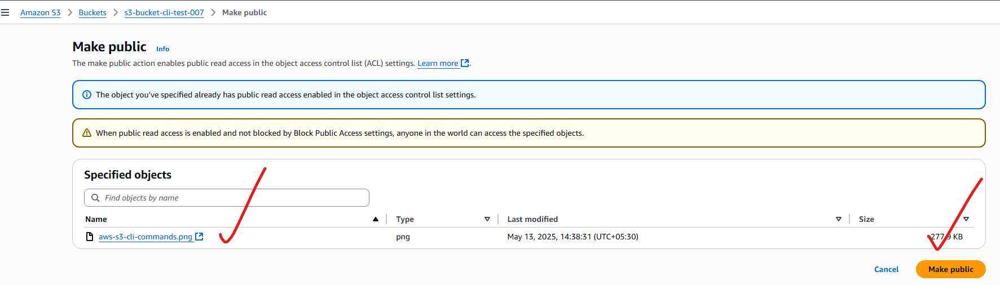 Amazon S3 > Buckets > s3-bucket-cli-test-007 > Make public
Make public Info
The make public action enables public read access in the object access control list (ACL) settings. Learn more.
The object you've specified already has public read access enabled in the object access control list settings.
When public read access is enabled and not blocked by Block Public Access settings, anyone in the world can access the specified objects.
Specified objects
Find objects by name
Name Type Last modified Size
aws-s3-cli-commands.png png May 13, 2025, 14:38:31 (UTC+05:30) 277.9 KB
Cancel Make public